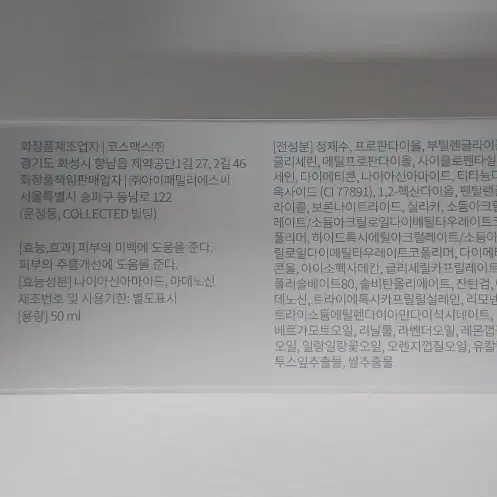 화장품제조업자 | 코스맥스㈜
경기도 화성시 향남읍 제약공단1길 27, 2길 46
화장품책임판매업자 | ㈜아이패밀리에스씨
서울특별시 송파구 동남로 122
(문정동, COLLECTED 빌딩)
[효능,효과] 피부의 미백에 도움을 준다.
피부의 주름개선에 도움을 준다.
[효능성분] 나이아신아마이드, 아데노신
제조번호 및 사용기한: 별도표시
[용량] 50 ml
[전성분] 정제수, 프로판다이올, 부틸렌글라이
글리세린, 메틸프로판다이올, 사이클로펜타실
세인, 다이메티콘, 나이아신아마이드, 티타늄디
옥사이드 (CI 77891), 1,2-헥산다이올, 펜틸렌
라이콜, 보론나이트라이드, 실리카, 소듐아크릴
레이트/소듐아크릴로일다이메틸타우레이트코
폴리머, 하이드록시에틸아크릴레이트/소듐아
릴로일다이메틸타우레이트코폴리머, 다이메티
콘올, 아이소헥사데칸, 글리세릴카프릴레이트
폴리솔베이트80, 솔비탄올리에이트, 잔탄검,
데노신, 트라이에톡시카프릴릴실레인, 리모넨
트라이소듐에틸렌다이아민다이석시네이트,
베르가모트오일, 리날룰, 라벤더오일, 레몬껍
오일, 일랑일랑꽃오일, 오렌지껍질오일, 유칼
투스잎추출물, 쌀추출물